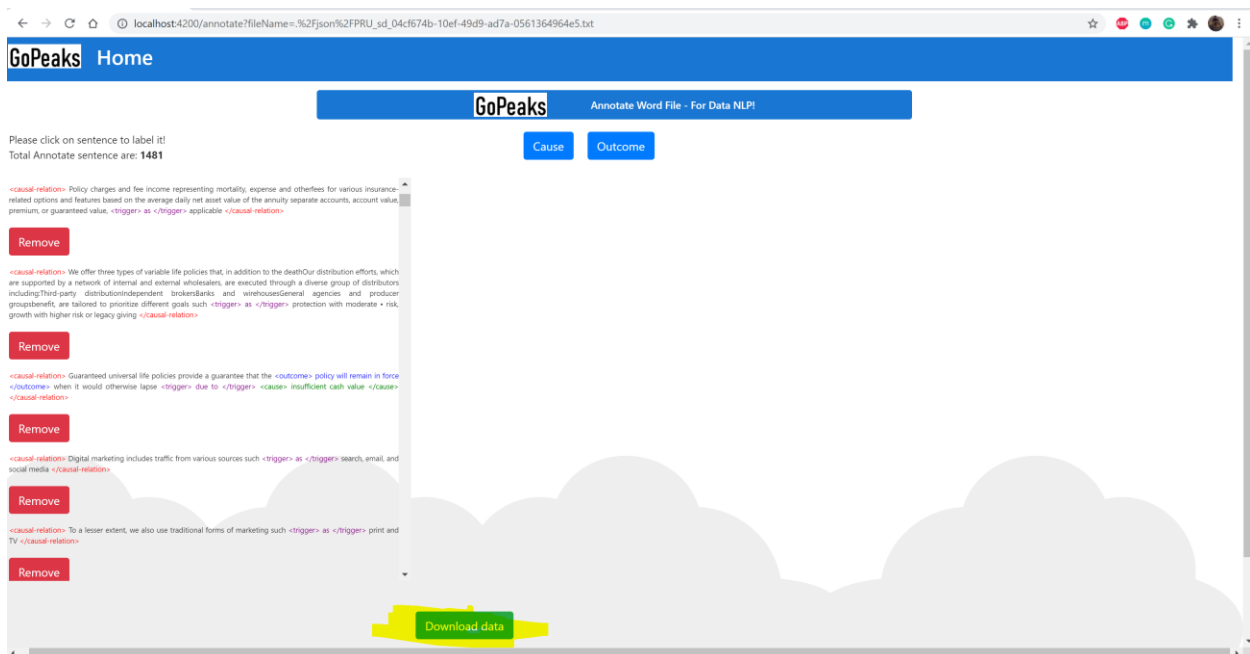 localhost:4200/annotate?fileName=.%2Fjson%2FPRU_sd_04cf674b-10ef-49d9-ad7a-0561364964e5.txt
ABP m G
GoPeaks Home
GoPeaks Annotate Word File - For Data NLP!
Please click on sentence to label it!
Total Annotate sentence are: 1481
Cause Outcome
<causal-relation> Policy charges and fee income representing mortality, expense and otherfees for various insurance-
related options and features based on the average daily net asset value of the annuity separate accounts, account value,
premium, or guaranteed value, <trigger> as </trigger> applicable </causal-relation>
Remove
<causal-relation> We offer three types of variable life policies that, in addition to the deathOur distribution efforts, which
are supported by a network of internal and external wholesalers, are executed through a diverse group of distributors
including:Third-party distributionIndependent brokersBanks and wirehousesGeneral agencies and producer
groupsbenefit, are tailored to prioritize different goals such <trigger> as </trigger> protection with moderate • risk,
growth with higher risk or legacy giving </causal-relation>
Remove
<causal-relation> Guaranteed universal life policies provide a guarantee that the <outcome> policy will remain in force
</outcome> when it would otherwise lapse <trigger> due to </trigger> <cause> insufficient cash value </cause>
</causal-relation>
Remove
<causal-relation> Digital marketing includes traffic from various sources such <trigger> as </trigger> search, email, and
social media </causal-relation>
Remove
<causal-relation> To a lesser extent, we also use traditional forms of marketing such <trigger> as </trigger> print and
TV </causal-relation>
Remove
Download data